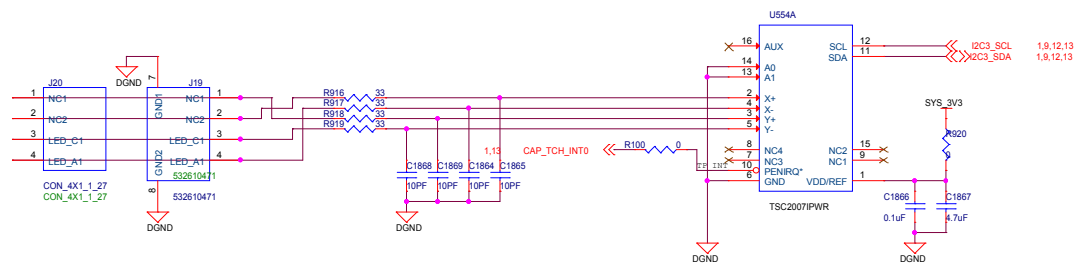 U554A
16 AUX SCL 12 I2C3_SCL 1,9,12,13
SDA 11 I2C3_SDA 1,9,12,13
14 A0
13 A1
DGND
J20 7 J19
1 NC1 GND1 1 NC1 1 R916 33 2 X+ SYS_3V3
2 NC2 2 NC2 2 R917 33 4 X-
R918 33 3 Y+
3 LED_C1 3 LED_C1 3 R919 33 5 Y- R920
0
1,13 CAP_TCH_INT0 R100 0 8 NC4 NC2 15
4 LED_A1 GND2 4 LED_A1 4 7 NC3 NC1 9
C1868 C1869 C1864 C1865 TP_INT 10 PENIRQ*
532610471 6 GND VDD/REF 1
CON_4X1_1_27 8 10PF 10PF 10PF 10PF
CON_4X1_1_27 532610471 C1866 C1867
TSC2007IPWR 0.1uF 4.7uF
DGND DGND DGND DGND